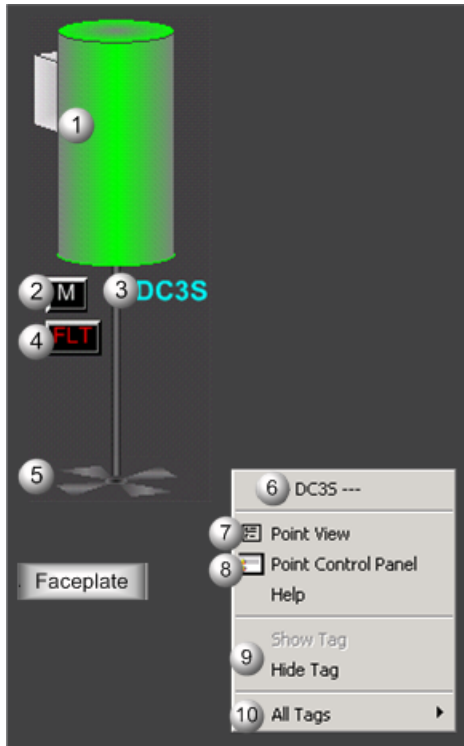 1
2 M
3 DC3S
4 FLT
5
6 DC3S ---
7 Point View
8 Point Control Panel
Help
Faceplate
Show Tag
9
Hide Tag
10 All Tags